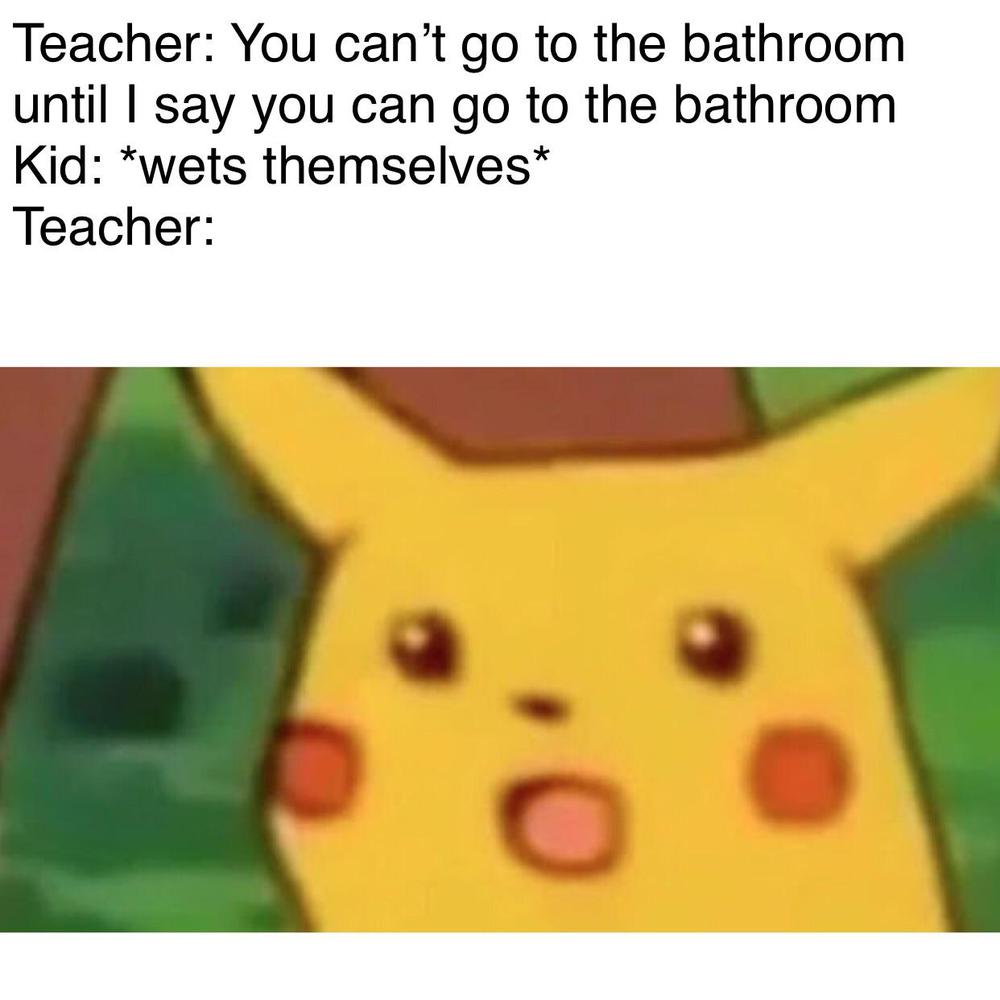 Teacher: You can’t go to the bathroom
until I say you can go to the bathroom
Kid: *wets themselves*
Teacher: